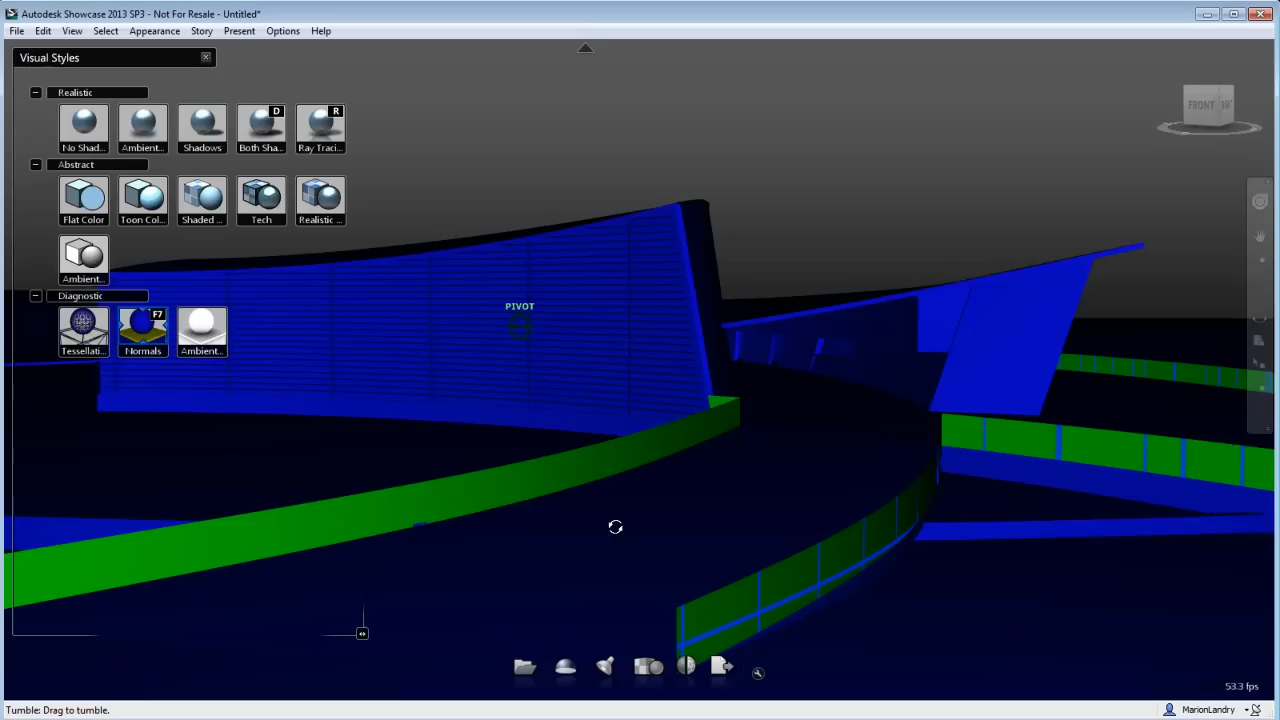 Autodesk Showcase 2013 SP3 - Not For Resale - Untitled*
File Edit View Select Appearance Story Present Options Help
Visual Styles
Realistic
D R
No Shad... Ambient... Shadows Both Sha... Ray Traci...
Abstract
Flat Color Toon Col... Shaded ... Tech Realistic ...
Ambient...
Diagnostic
F7
Tessellati... Normals Ambient...
FRONT
PIVOT
53.3 fps
Tumble: Drag to tumble.
MarionLandry